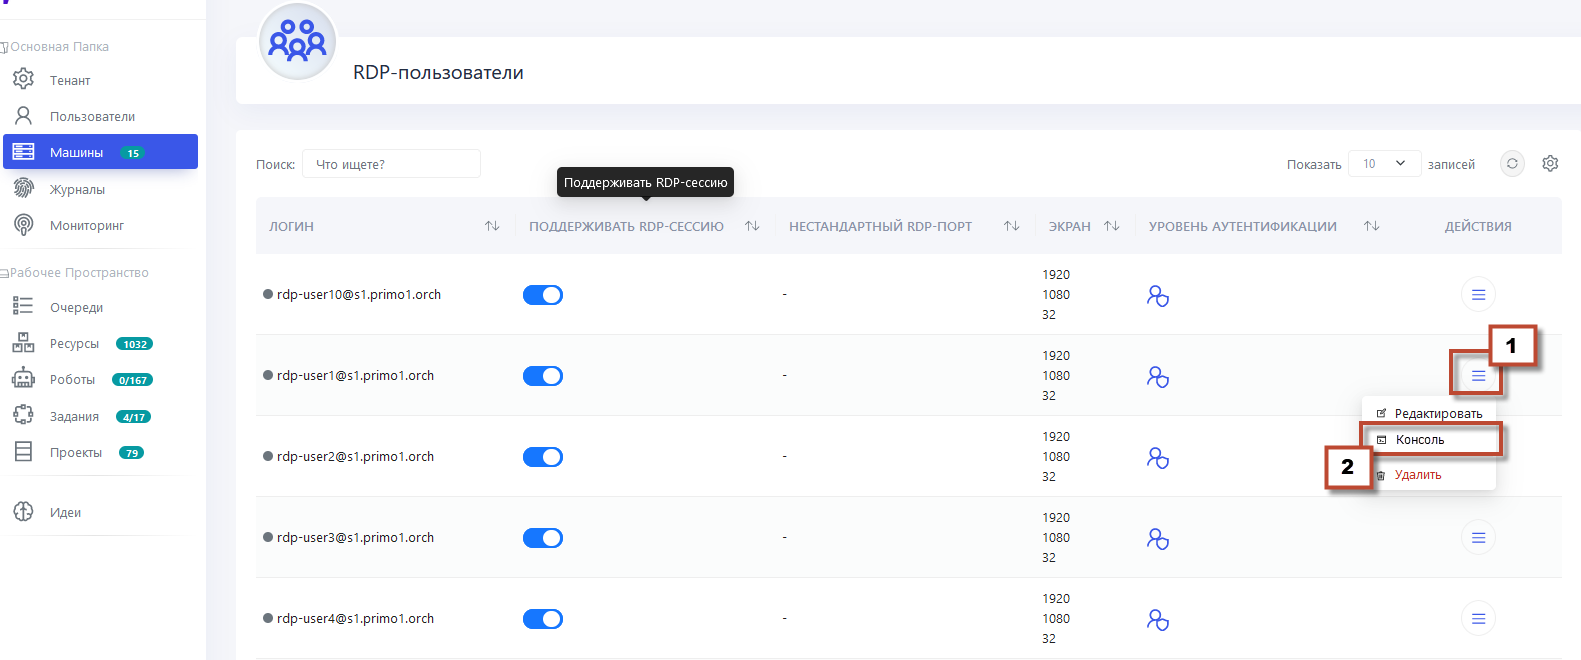 Основная Папка
Тенант
Пользователи
Машины 15
Журналы
Мониторинг
Рабочее Пространство
Очереди
Ресурсы 1032
Роботы 0/167
Задания 4/17
Проекты 79
Идеи
RDP-пользователи
Поиск: Что ищете?
Показать 10 записей
Поддерживать RDP-сессию
ЛОГИН ПОДДЕРЖИВАТЬ RDP-СЕССИЮ НЕСТАНДАРТНЫЙ RDP-ПОРТ ЭКРАН УРОВЕНЬ АУТЕНТИФИКАЦИИ ДЕЙСТВИЯ
1920
rdp-user10@s1.primo1.orch - 1080
32
1920
rdp-user1@s1.primo1.orch - 1080
32
1
Редактировать
Консоль
2
Удалить
1920
rdp-user2@s1.primo1.orch - 1080
32
1920
rdp-user3@s1.primo1.orch - 1080
32
1920
rdp-user4@s1.primo1.orch - 1080
32